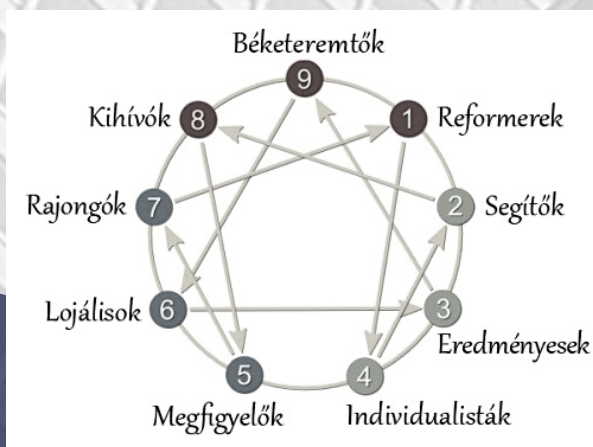 Béketeremtők
9
Kihívók 8
1 Reformerek
Rajongók 7
2 Segítők
Lojálisok 6
3
Eredményesek
5
4
Megfigyelők
Individualisták